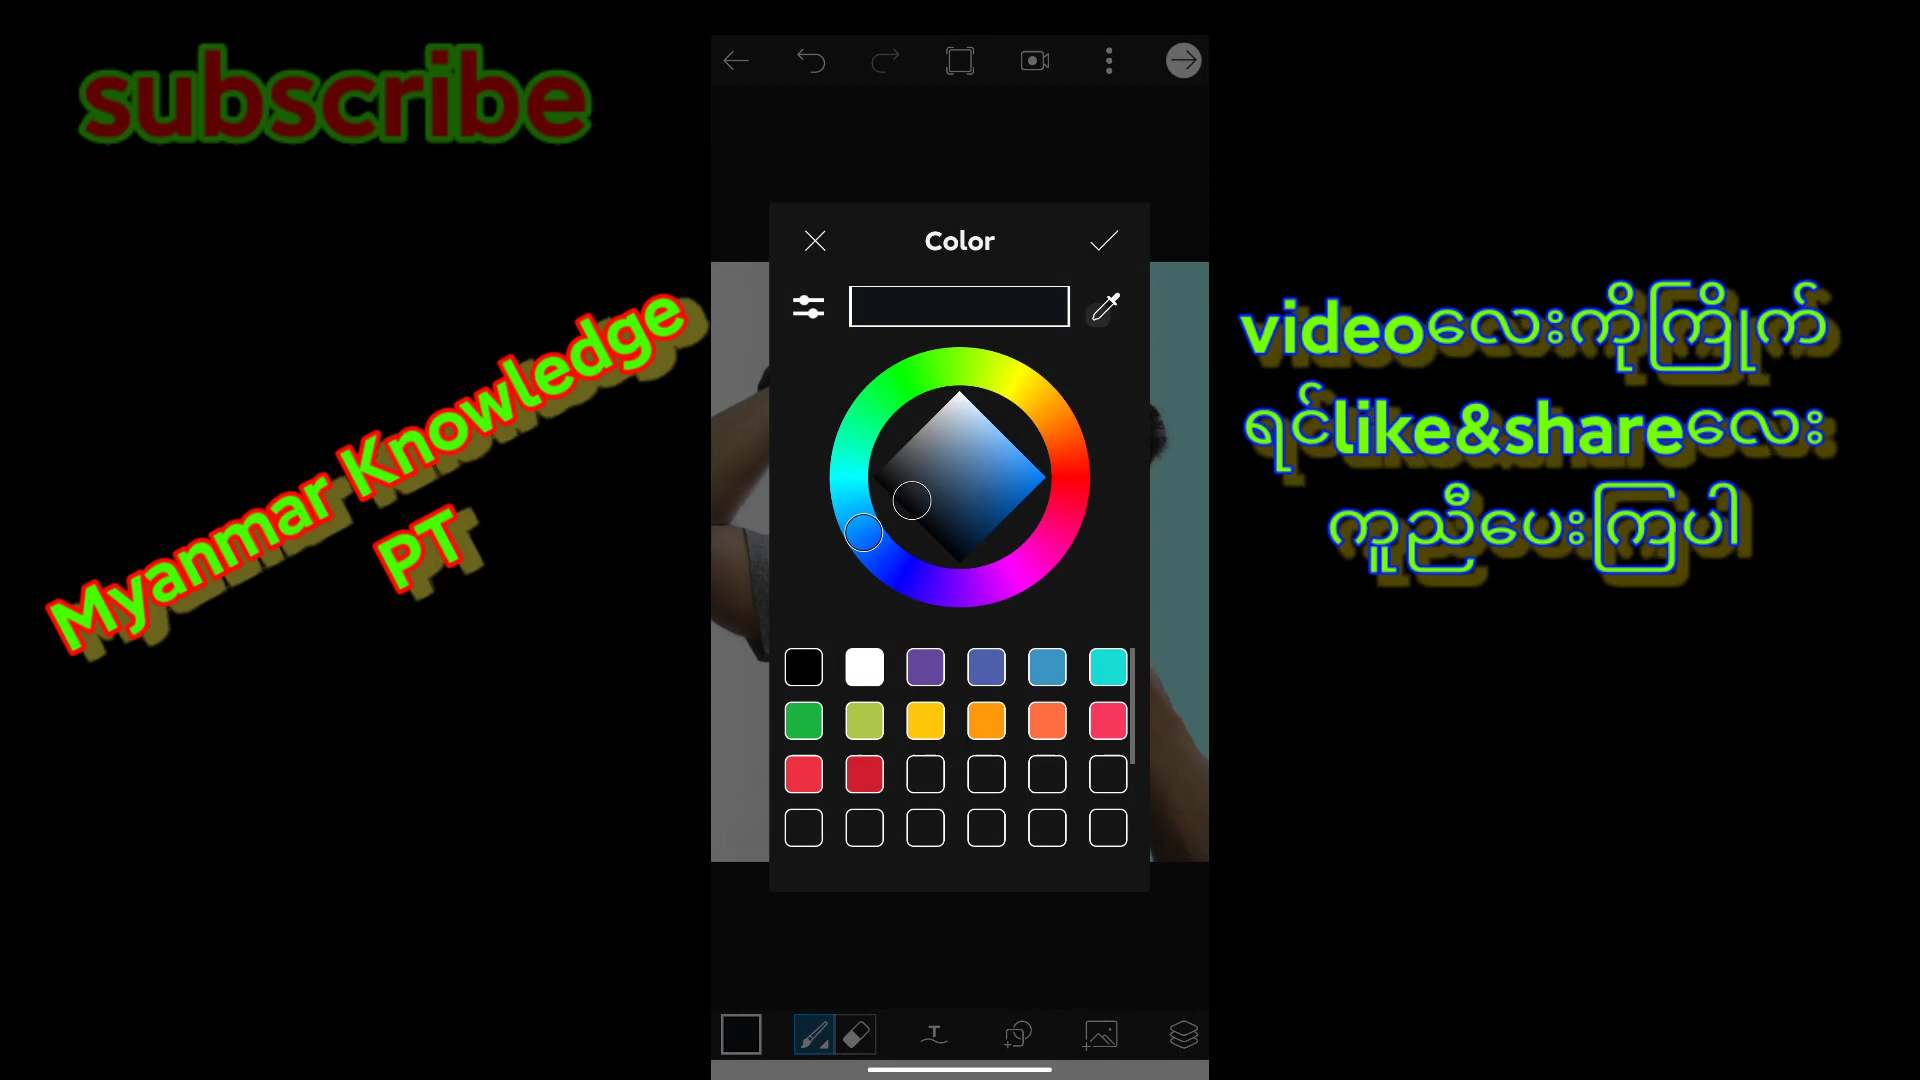 subscribe
Myanmar Knowledge
PT
Color
videoလေးကိုကြိုက်
ရင်like&shareလေး
ကူညီပေးကြပါ
T